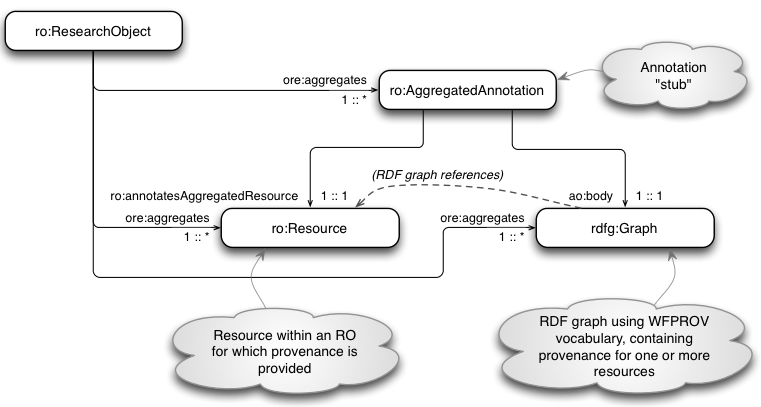 ro:ResearchObject
ore:aggregates
1 :: *
ro:AggregatedAnnotation
Annotation
"stub"
(RDF graph references)
ro:annotatesAggregatedResource
1 :: 1
ao:body
1 :: 1
ore:aggregates
1 :: *
ro:Resource
ore:aggregates
1 :: *
rdfg:Graph
Resource within an RO
for which provenance is
provided
RDF graph using WFPROV
vocabulary, containing
provenance for one or more
resources